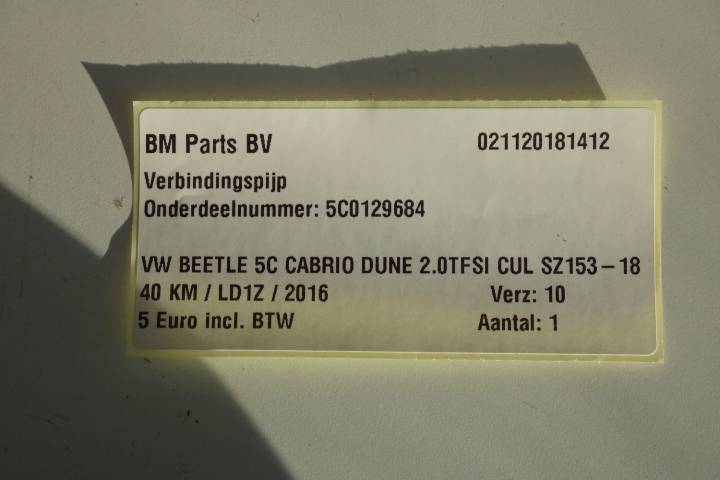 BM Parts BV 021120181412
Verbindingspijp
Onderdeelnummer: 5C0129684
VW BEETLE 5C CABRIO DUNE 2.0TFSI CUL SZ153-18
40 KM / LD1Z / 2016 Verz: 10
5 Euro incl. BTW Aantal: 1